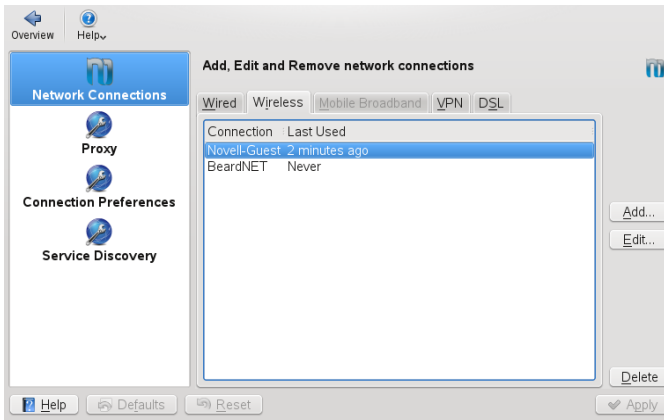 Overview
Help
Network Connections
Proxy
Connection Preferences
Service Discovery
Add, Edit and Remove network connections
Wired
Wireless
Mobile Broadband
VPN
DSL
Connection Last Used
Novell-Guest 2 minutes ago
BeardNET Never
Add...
Edit...
Delete
Help
Defaults
Reset
Apply